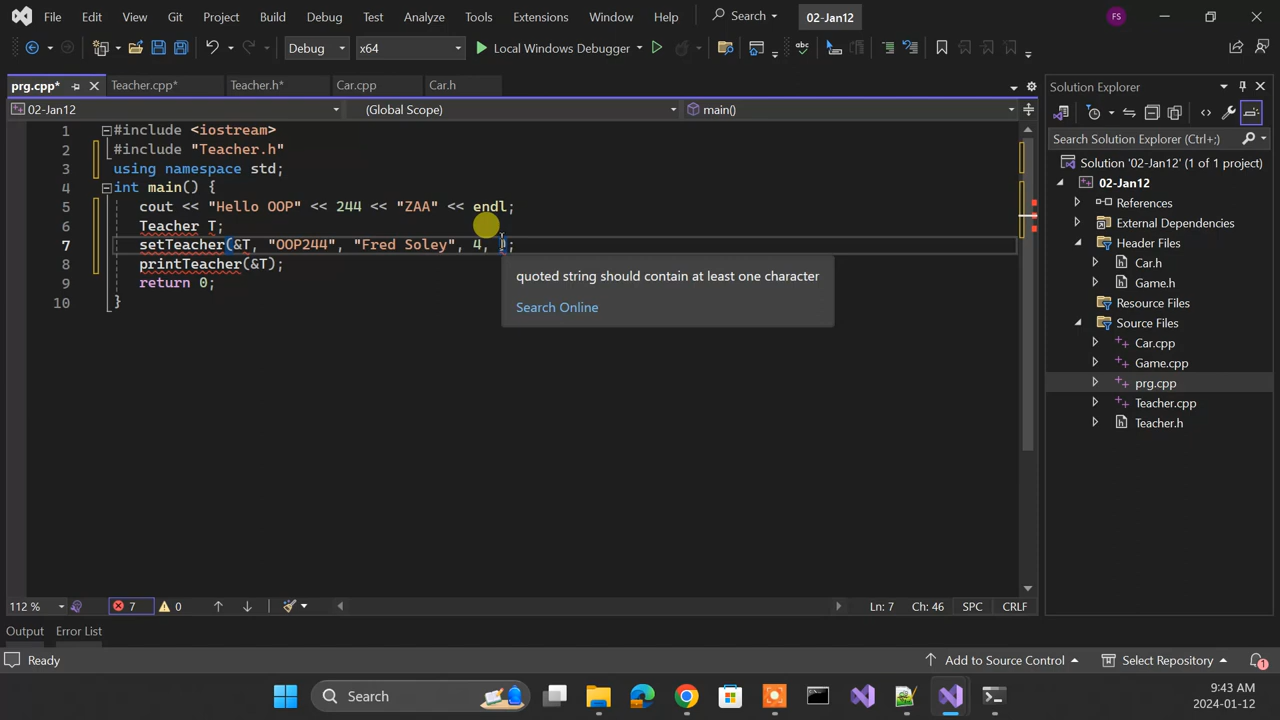 File Edit View Git Project Build Debug Test Analyze Tools Extensions Window Help Search 02-Jan12 FS
Debug x64 Local Windows Debugger
prg.cpp* Teacher.cpp* Teacher.h* Car.cpp Car.h
02-Jan12 (Global Scope) main()
1 #include <iostream>
2 #include "Teacher.h"
3 using namespace std;
4 int main() {
5 cout << "Hello OOP" << 244 << "ZAA" << endl;
6 Teacher T;
7 setTeacher(&T, "OOP244", "Fred Soley", 4, ;
8 printTeacher(&T);
9 return 0;
10 }
quoted string should contain at least one character
Search Online
112 % 7 0 Ln: 7 Ch: 46 SPC CRLF
Output Error List
Solution Explorer
Search Solution Explorer (Ctrl+;)
Solution '02-Jan12' (1 of 1 project)
02-Jan12
References
External Dependencies
Header Files
Car.h
Game.h
Resource Files
Source Files
Car.cpp
Game.cpp
prg.cpp
Teacher.cpp
Teacher.h
Ready Add to Source Control Select Repository 1
Search
9:43 AM
2024-01-12